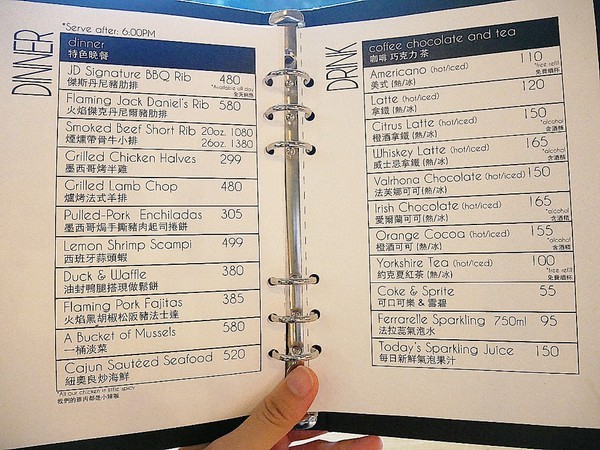 DINNER
*Serve after: 6:00PM
dinner
特色晚餐
JD Signature BBQ Rib 480
傑斯丹尼豬肋排 *Available all day 全天供應
Flaming Jack Daniel's Rib 580
火焰傑克丹尼爾豬肋排
Smoked Beef Short Rib 20oz. 1080
煙燻帶骨牛小排 26oz. 1380
Grilled Chicken Halves 299
墨西哥烤半雞
Grilled Lamb Chop 480
爐烤法式羊排
Pulled-Pork Enchiladas 305
墨西哥焗手撕豬肉起司捲餅
Lemon Shrimp Scampi 499
西班牙蒜頭蝦
Duck & Waffle 380
油封鴨腿搭現做鬆餅
Flaming Pork Fajitas 385
火焰黑胡椒松阪豬法士達
A Bucket of Mussels 580
一桶淡菜
Cajun Sautéed Seafood 520
紐奧良炒海鮮
*All our chicken is little spicy
我們的雞肉都是小辣喔
DRINK
coffee chocolate and tea
咖啡 巧克力 茶
Americano (hot/iced) 110
美式 (熱/冰) *free refill 免費續杯
Latte (hot/iced) 120
拿鐵 (熱/冰)
Citrus Latte (hot/iced) 150
橙酒拿鐵 (熱/冰) *alcohol 含酒精
Whiskey Latte (hot/iced) 165
威士忌拿鐵 (熱/冰) *alcohol 含酒精
Valrhona Chocolate (hot/iced) 150
法芙娜可可 (熱/冰)
Irish Chocolate (hot/iced) 165
愛爾蘭可可 (熱/冰) *alcohol 含酒精
Orange Cocoa (hot/iced) 155
橙酒可可 (熱/冰) *alcohol 含酒精
Yorkshire Tea (hot/iced) 100
約克夏紅茶 (熱/冰) *free refill 免費續杯
Coke & Sprite 55
可口可樂 & 雪碧
Ferrarelle Sparkling 750ml 95
法拉蕊氣泡水
Today's Sparkling Juice 150
每日新鮮氣泡果汁